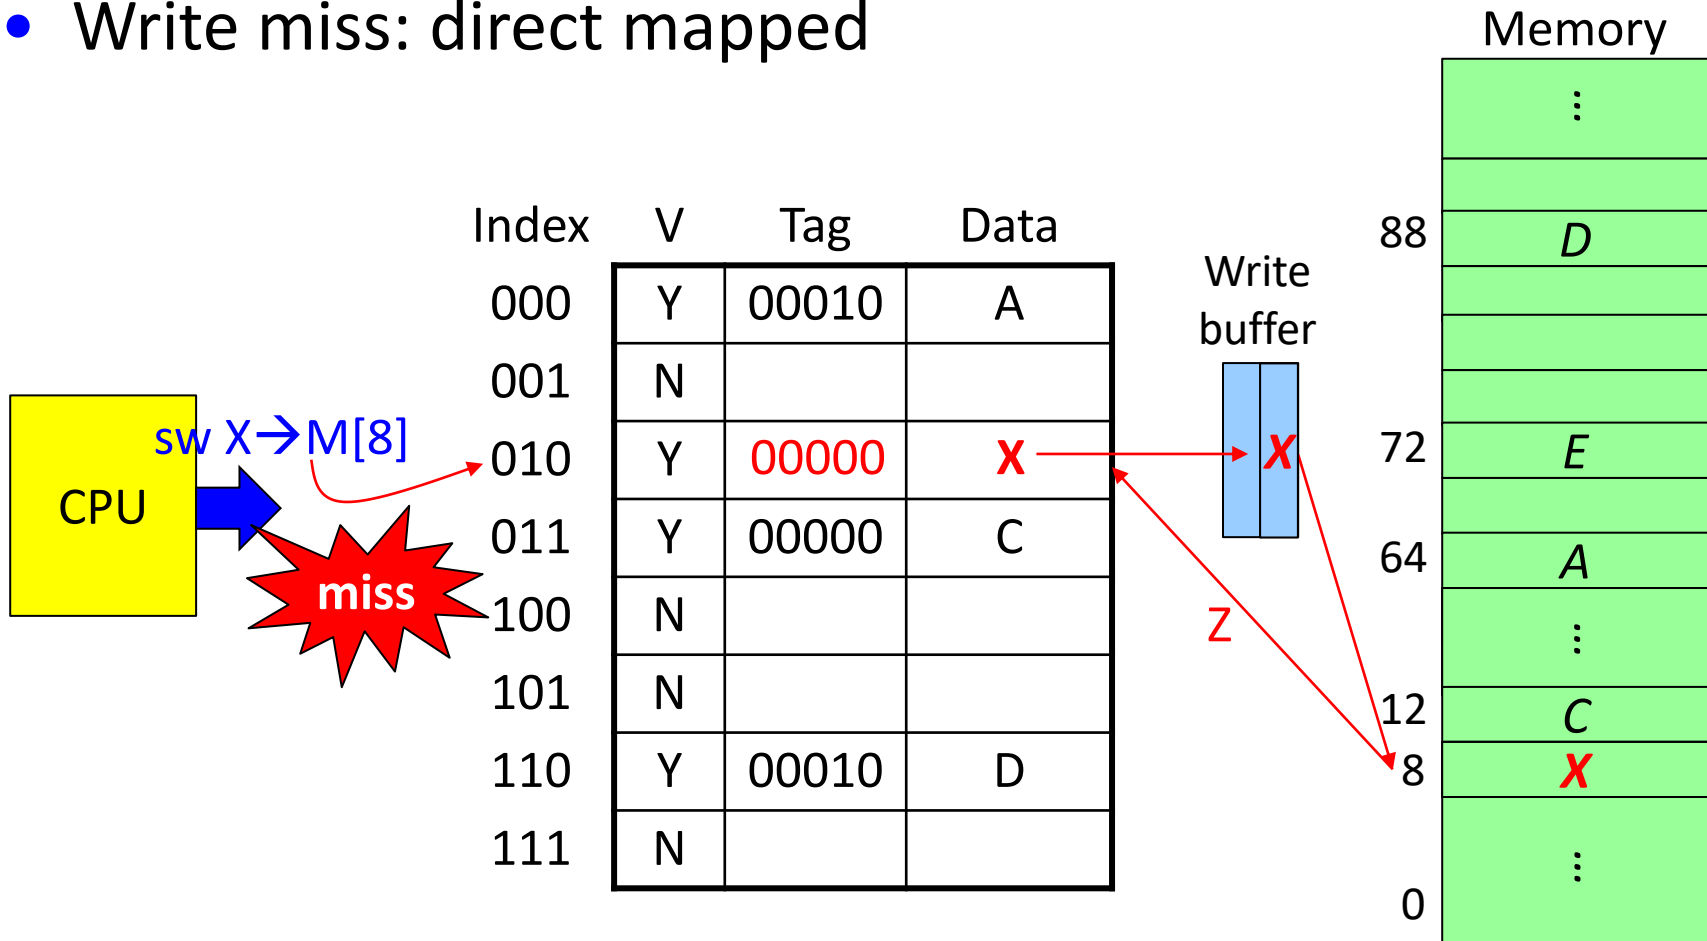 • Write miss: direct mapped
Memory
⋮
Index V Tag Data
88 D
Write
buffer
000 Y 00010 A
001 N
sw X→M[8]
010 Y 00000 X
X
72 E
CPU
011 Y 00000 C
64 A
miss
100 N
Z
⋮
101 N
12 C
110 Y 00010 D
8 X
111 N
⋮
0